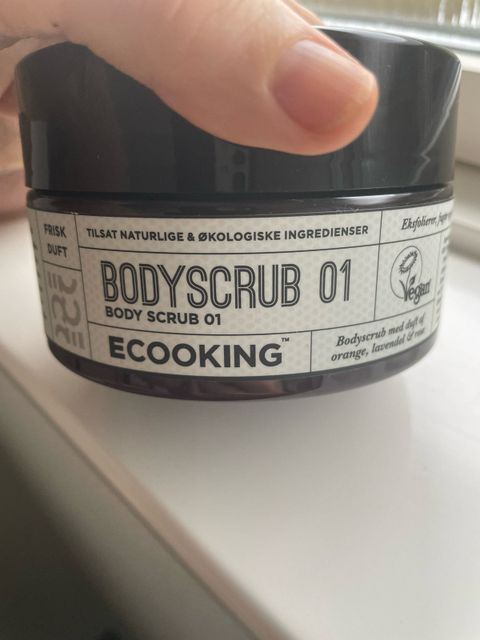 FRISK
DUFT
TILSAT NATURLIGE & ØKOLOGISKE INGREDIENSER
BODYSCRUB 01
BODY SCRUB 01
ECOOKING™
Eksfolierer,
Vegan
Bodyscrub med duft af
orange, lavendel & rose